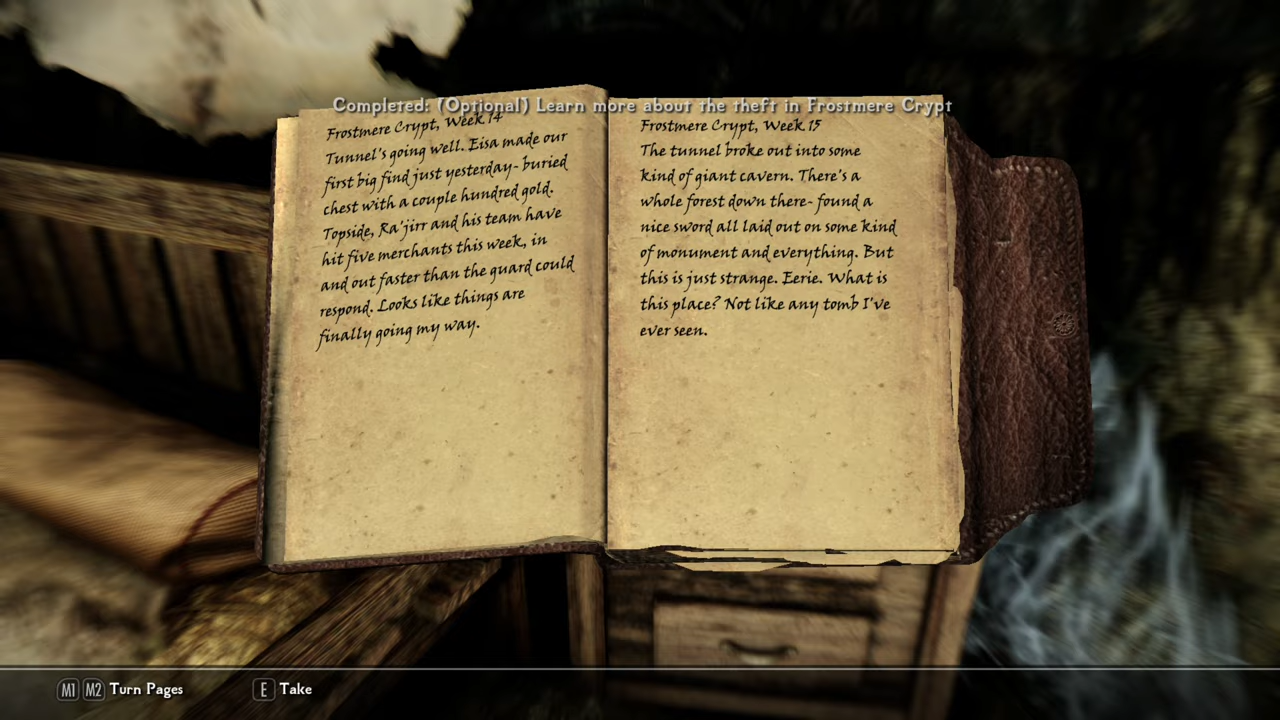 Completed: (Optional) Learn more about the theft in Frostmere Crypt
Frostmere Crypt, Week 14
Tunnel's going well. Eisa made our
first big find just yesterday- buried
chest with a couple hundred gold.
Topside, Ra'jirr and his team have
hit five merchants this week, in
and out faster than the guard could
respond. Looks like things are
finally going my way.
Frostmere Crypt, Week 15
The tunnel broke out into some
kind of giant cavern. There's a
whole forest down there- found a
nice sword all laid out on some kind
of monument and everything. But
this is just strange. Eerie. What is
this place? Not like any tomb I've
ever seen.
M1 M2 Turn Pages
E Take